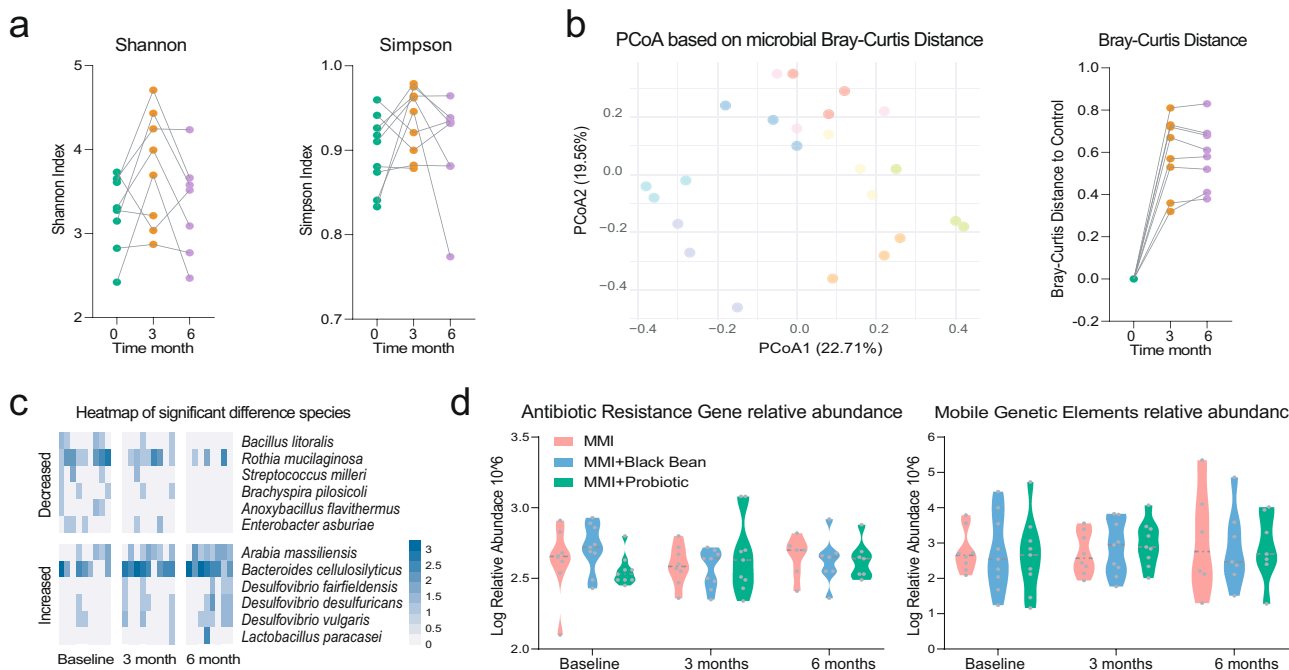 a
Shannon
Shannon Index
5
4
3
2
0 3 6
Time month
Simpson
Simpson Index
1.0
0.9
0.8
0.7
0 3 6
Time month
b
PCoA based on microbial Bray-Curtis Distance
PCoA2 (19.56%)
0.2
0.0
−0.2
−0.4
−0.4 −0.2 0.0 0.2 0.4
PCoA1 (22.71%)
Bray-Curtis Distance
Bray-Curtis Distance to Control
1.0
0.8
0.6
0.4
0.2
0.0
-0.2
0 3 6
Time month
c
Heatmap of significant difference species
Decreased
Bacillus litoralis
Rothia mucilaginosa
Streptococcus milleri
Brachyspira pilosicoli
Anoxybacillus flavithermus
Enterobacter asburiae
Increased
Arabia massiliensis
Bacteroides cellulosilyticus
Desulfovibrio fairfieldensis
Desulfovibrio desulfuricans
Desulfovibrio vulgaris
Lactobacillus paracasei
3
2.5
2
1.5
1
0.5
0
Baseline 3 month 6 month
d
Antibiotic Resistance Gene relative abundance
Log Relative Abundace 10^6
3.5
3.0
2.5
2.0
MMI
MMI+Black Bean
MMI+Probiotic
Baseline 3 months 6 months
Mobile Genetic Elements relative abundanc
Log Relative Abundace 10^6
6
5
4
3
2
1
0
Baseline 3 months 6 months